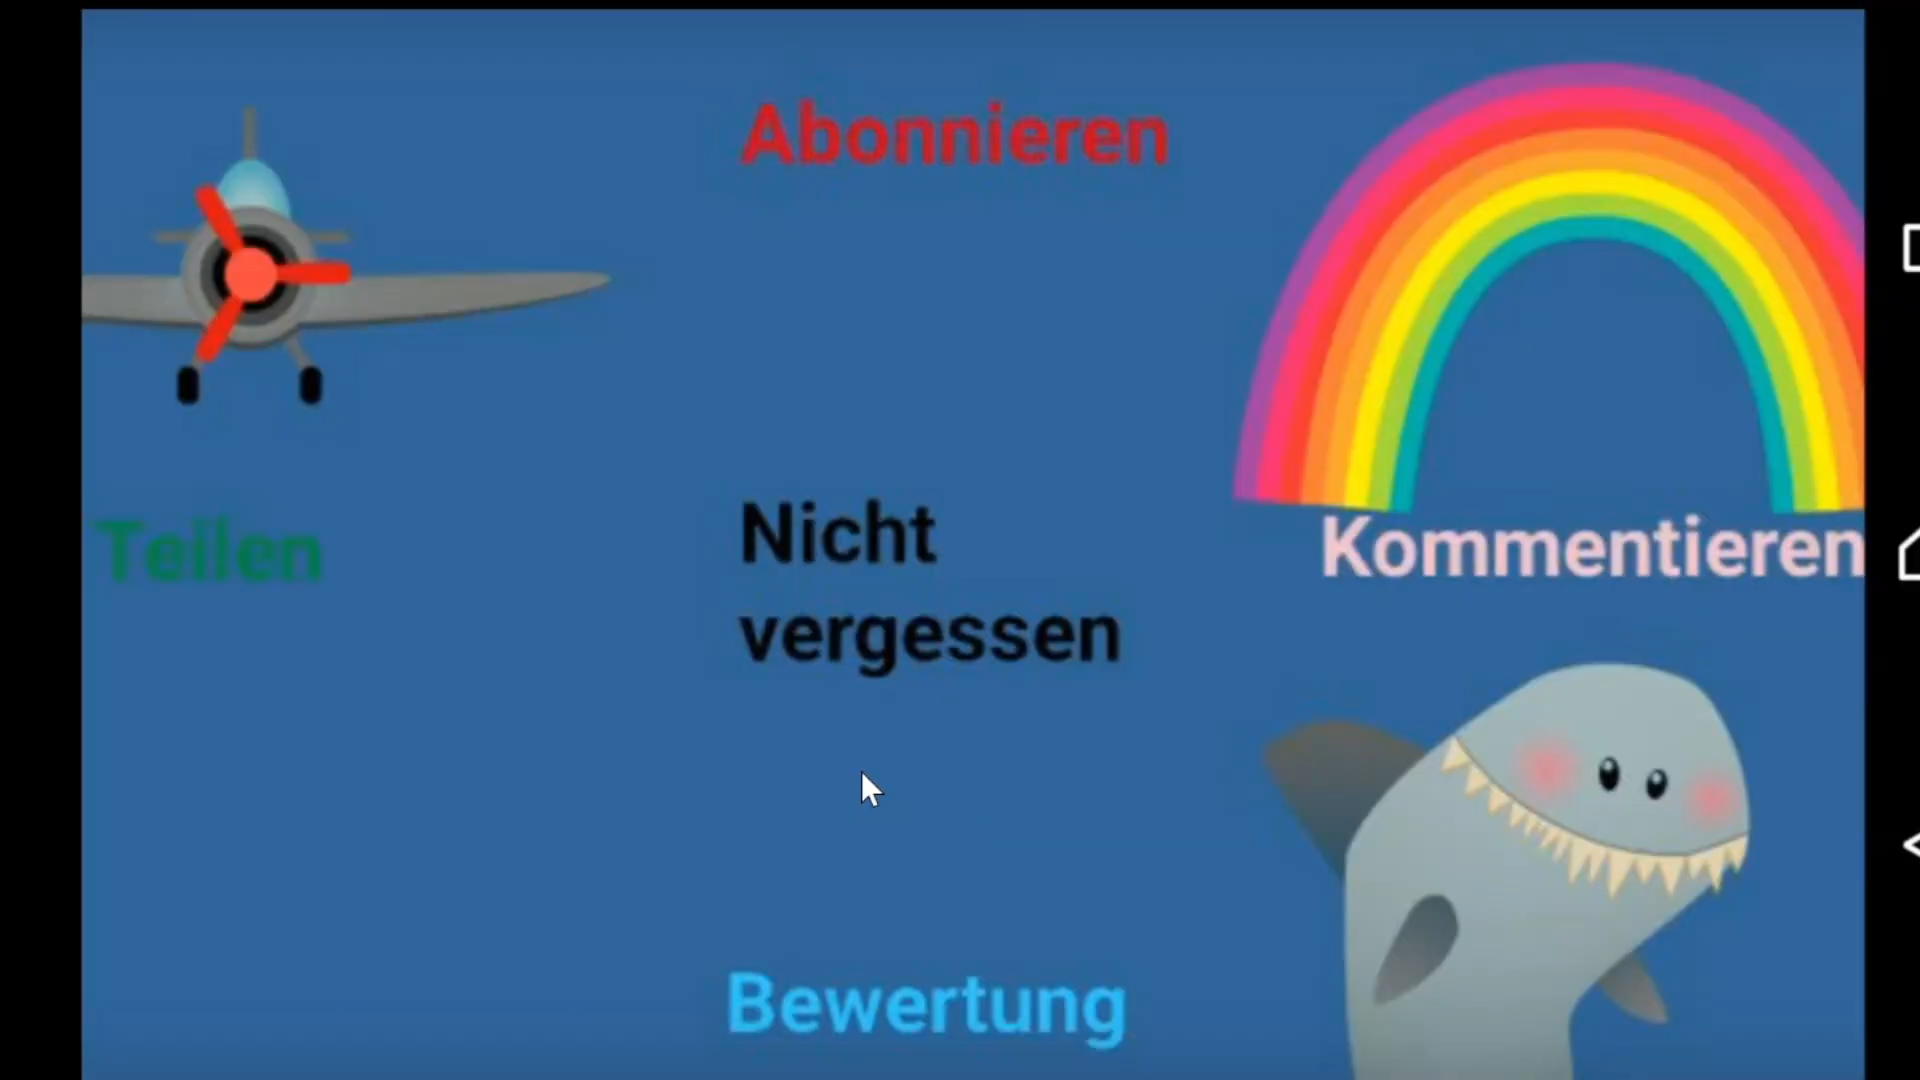 Abonnieren
Teilen
Nicht
vergessen
Kommentieren
Bewertung